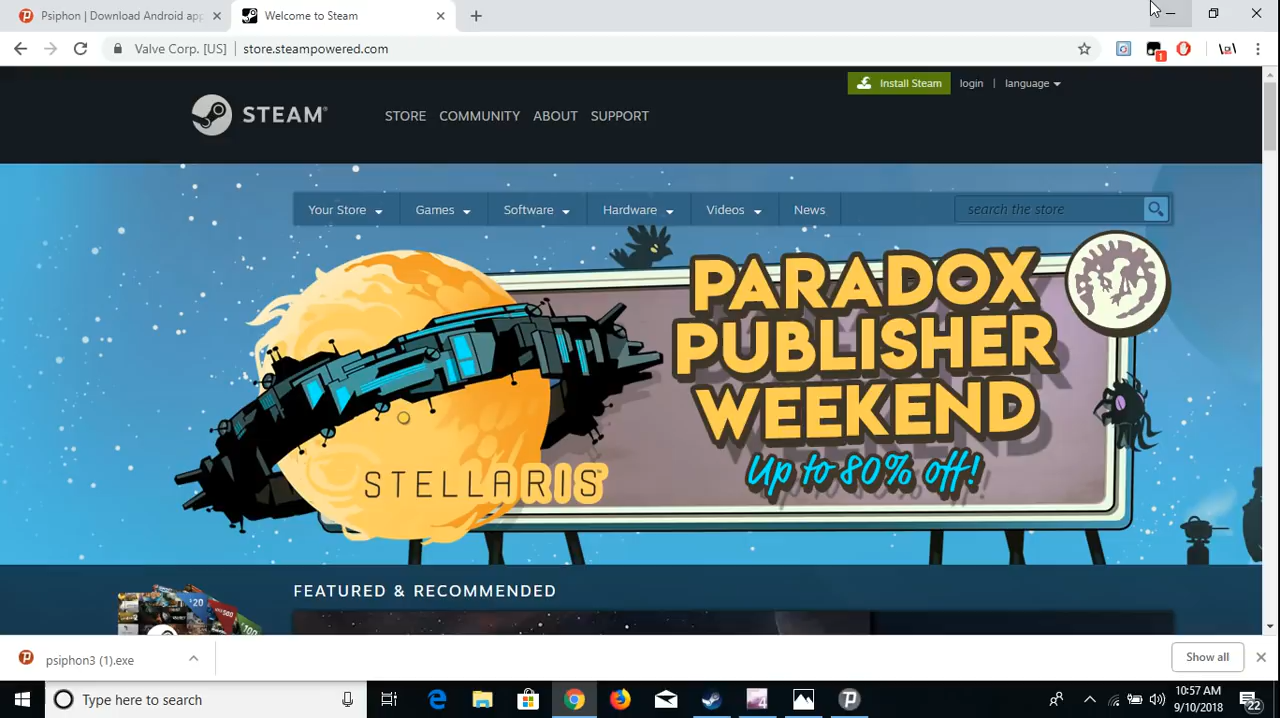 Psiphon | Download Android app
Welcome to Steam
Valve Corp. [US] | store.steampowered.com
1
Install Steam
login | language
STEAM®
STORE COMMUNITY ABOUT SUPPORT
Your Store Games Software Hardware Videos News
search the store
PARADOX
PUBLISHER
WEEKEND
Up to 80% off!
STELLARIS™
FEATURED & RECOMMENDED
psiphon3 (1).exe
Show all
Type here to search
10:57 AM
9/10/2018
22